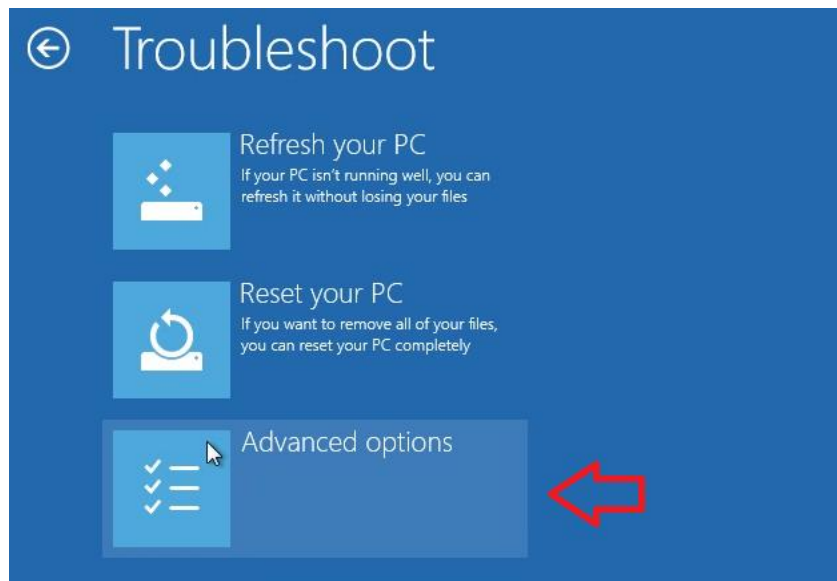 Troubleshoot
Refresh your PC
If your PC isn't running well, you can
refresh it without losing your files
Reset your PC
If you want to remove all of your files,
you can reset your PC completely
Advanced options